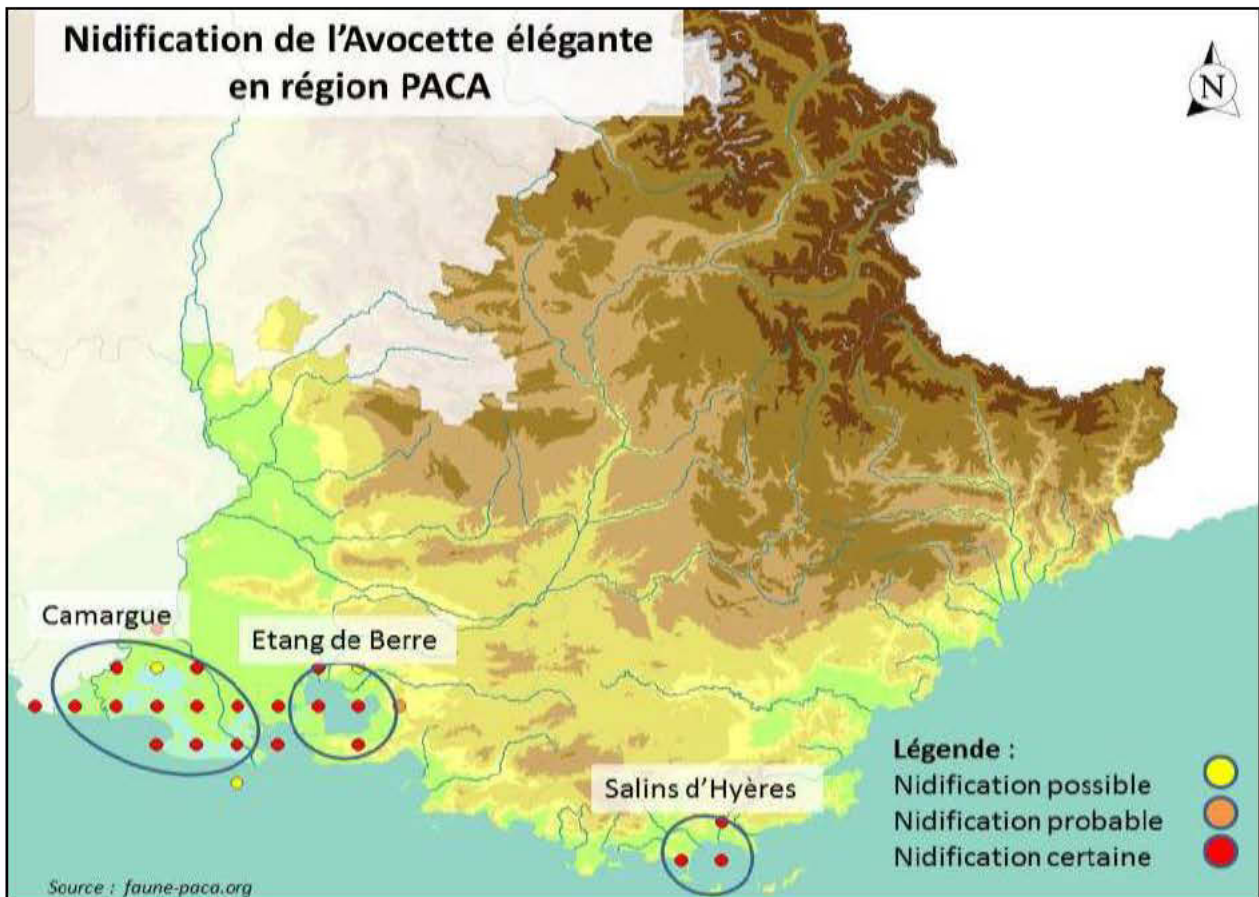 Nidification de l'Avocette élégante
en région PACA
N
Camargue
Etang de Berre
Salins d'Hyères
Légende :
Nidification possible
Nidification probable
Nidification certaine
Source : faune-paca.org